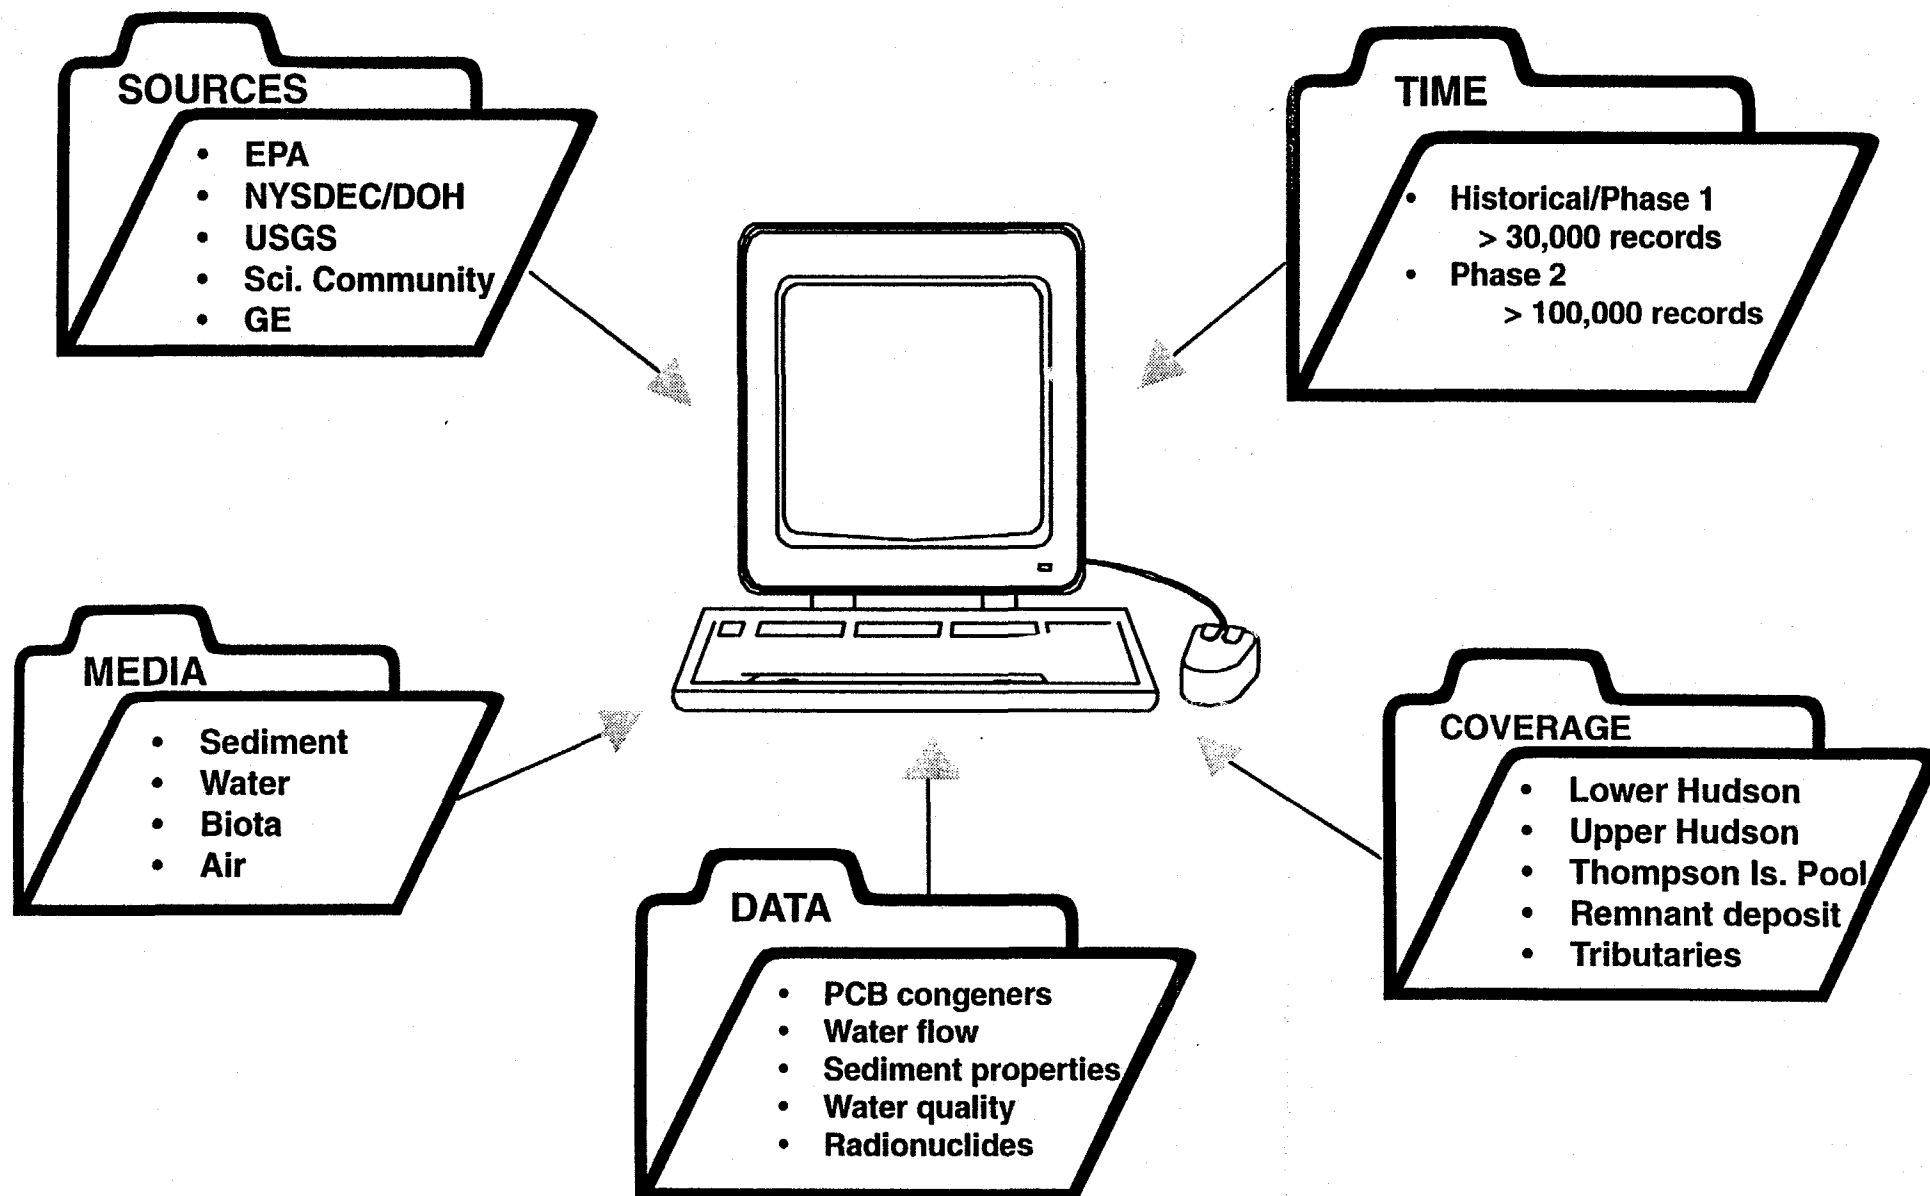 SOURCES
• EPA
• NYSDEC/DOH
• USGS
• Sci. Community
• GE
TIME
• Historical/Phase 1
> 30,000 records
• Phase 2
> 100,000 records
MEDIA
• Sediment
• Water
• Biota
• Air
DATA
• PCB congeners
• Water flow
• Sediment properties
• Water quality
• Radionuclides
COVERAGE
• Lower Hudson
• Upper Hudson
• Thompson Is. Pool
• Remnant deposit
• Tributaries